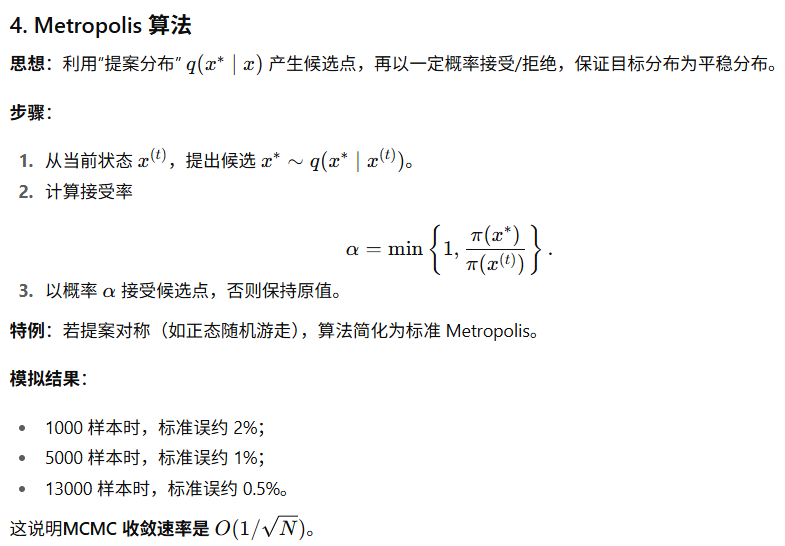 4. Metropolis 算法
思想：利用“提案分布” $q(x^* \mid x)$ 产生候选点，再以一定概率接受/拒绝，保证目标分布为平稳分布。
步骤：
1. 从当前状态 $x^{(t)}$，提出候选 $x^* \sim q(x^* \mid x^{(t)})$。
2. 计算接受率
$\alpha = \min \left\{ 1, \frac{\pi(x^*)}{\pi(x^{(t)})} \right\}.$
3. 以概率 $\alpha$ 接受候选点，否则保持原值。
特例：若提案对称（如正态随机游走），算法简化为标准 Metropolis。
模拟结果：
• 1000 样本时，标准误约 2%；
• 5000 样本时，标准误约 1%；
• 13000 样本时，标准误约 0.5%。
这说明MCMC 收敛速率是 $O(1/\sqrt{N})$。